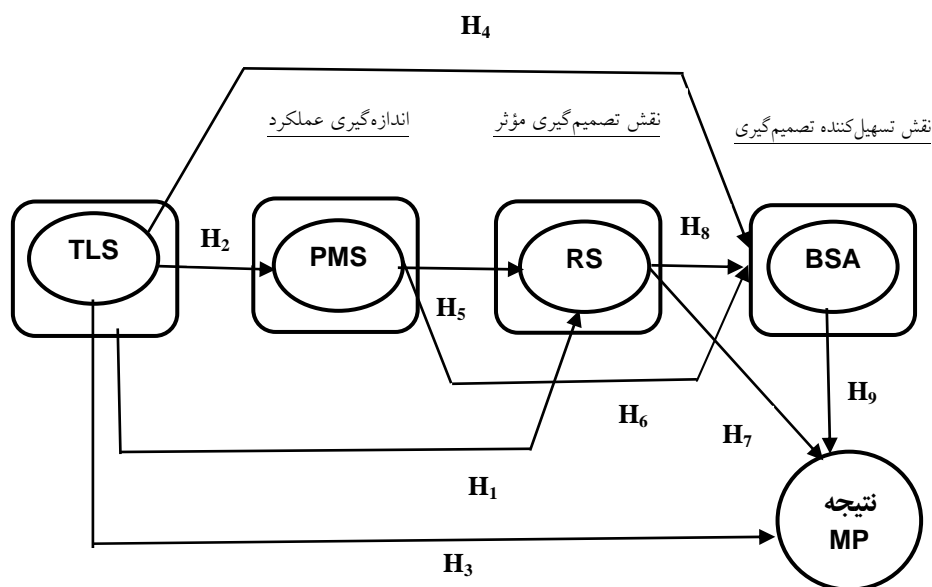 H₄
اندازه‌گیری عملکرد
نقش تصمیم‌گیری مؤثر
نقش تسهیل‌کننده تصمیم‌گیری
TLS
H₂
PMS
H₅
RS
H₈
BSA
H₆
H₇
H₉
H₁
H₃
نتیجه
MP